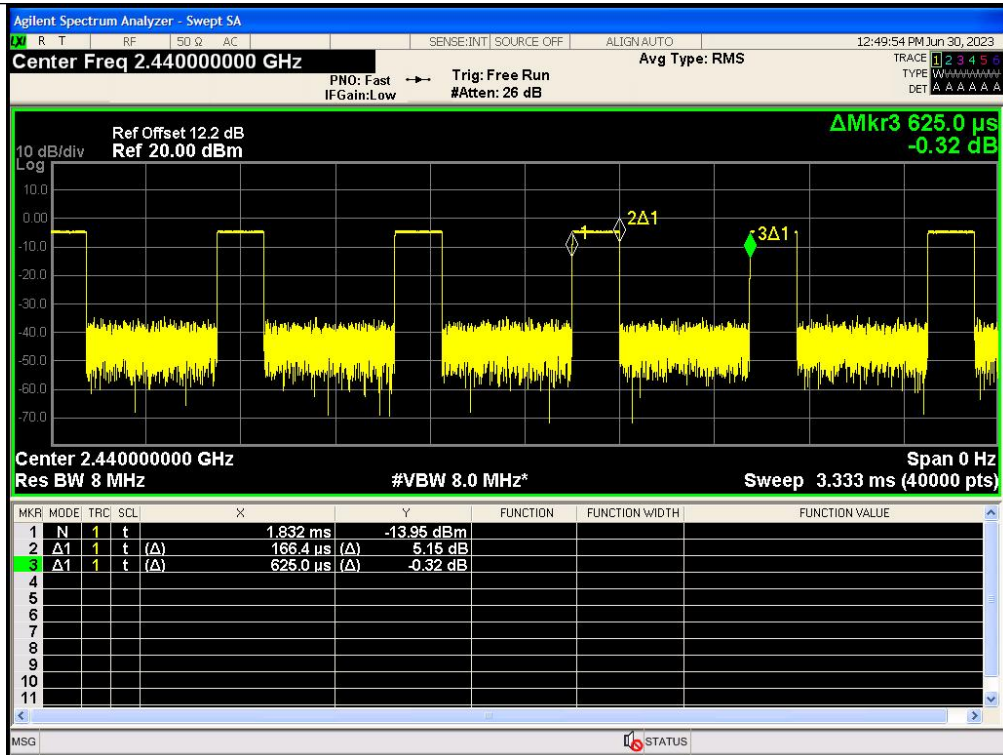 Agilent Spectrum Analyzer - Swept SA
LXI R T RF 50 Ω AC SENSE:INT SOURCE OFF ALIGN AUTO 12:49:54 PM Jun 30, 2023
Center Freq 2.440000000 GHz Avg Type: RMS TRACE 1 2 3 4 5 6
PNO: Fast Trig: Free Run TYPE WWWWWW
IFGain:Low #Atten: 26 dB DET A A A A A A
ΔMkr3 625.0 µs
-0.32 dB
Ref Offset 12.2 dB
10 dB/div Ref 20.00 dBm
Log
10.0
0.00
-10.0
-20.0
-30.0
-40.0
-50.0
-60.0
-70.0
1
2Δ1
3Δ1
Center 2.440000000 GHz Span 0 Hz
Res BW 8 MHz #VBW 8.0 MHz* Sweep 3.333 ms (40000 pts)
MKR MODE TRC SCL X Y FUNCTION FUNCTION WIDTH FUNCTION VALUE
1 N 1 t 1.832 ms -13.95 dBm
2 Δ1 1 t (Δ) 166.4 µs (Δ) 5.15 dB
3 Δ1 1 t (Δ) 625.0 µs (Δ) -0.32 dB
4
5
6
7
8
9
10
11
MSG STATUS